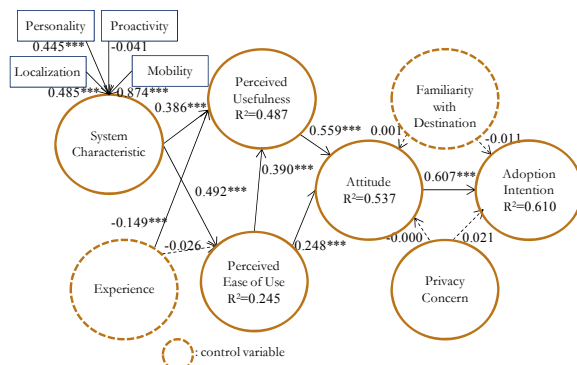 Personality
Proactivity
0.445***
-0.041
Localization
Mobility
0.485***
0.874***
System
Characteristic
0.386***
Perceived
Usefulness
R²=0.487
0.559***
0.001
Familiarity
with
Destination
-0.011
0.390***
0.492***
Attitude
R²=0.537
0.607***
Adoption
Intention
R²=0.610
-0.149***
-0.026
0.248***
-0.000
0.021
Experience
Perceived
Ease of Use
R²=0.245
Privacy
Concern
: control variable